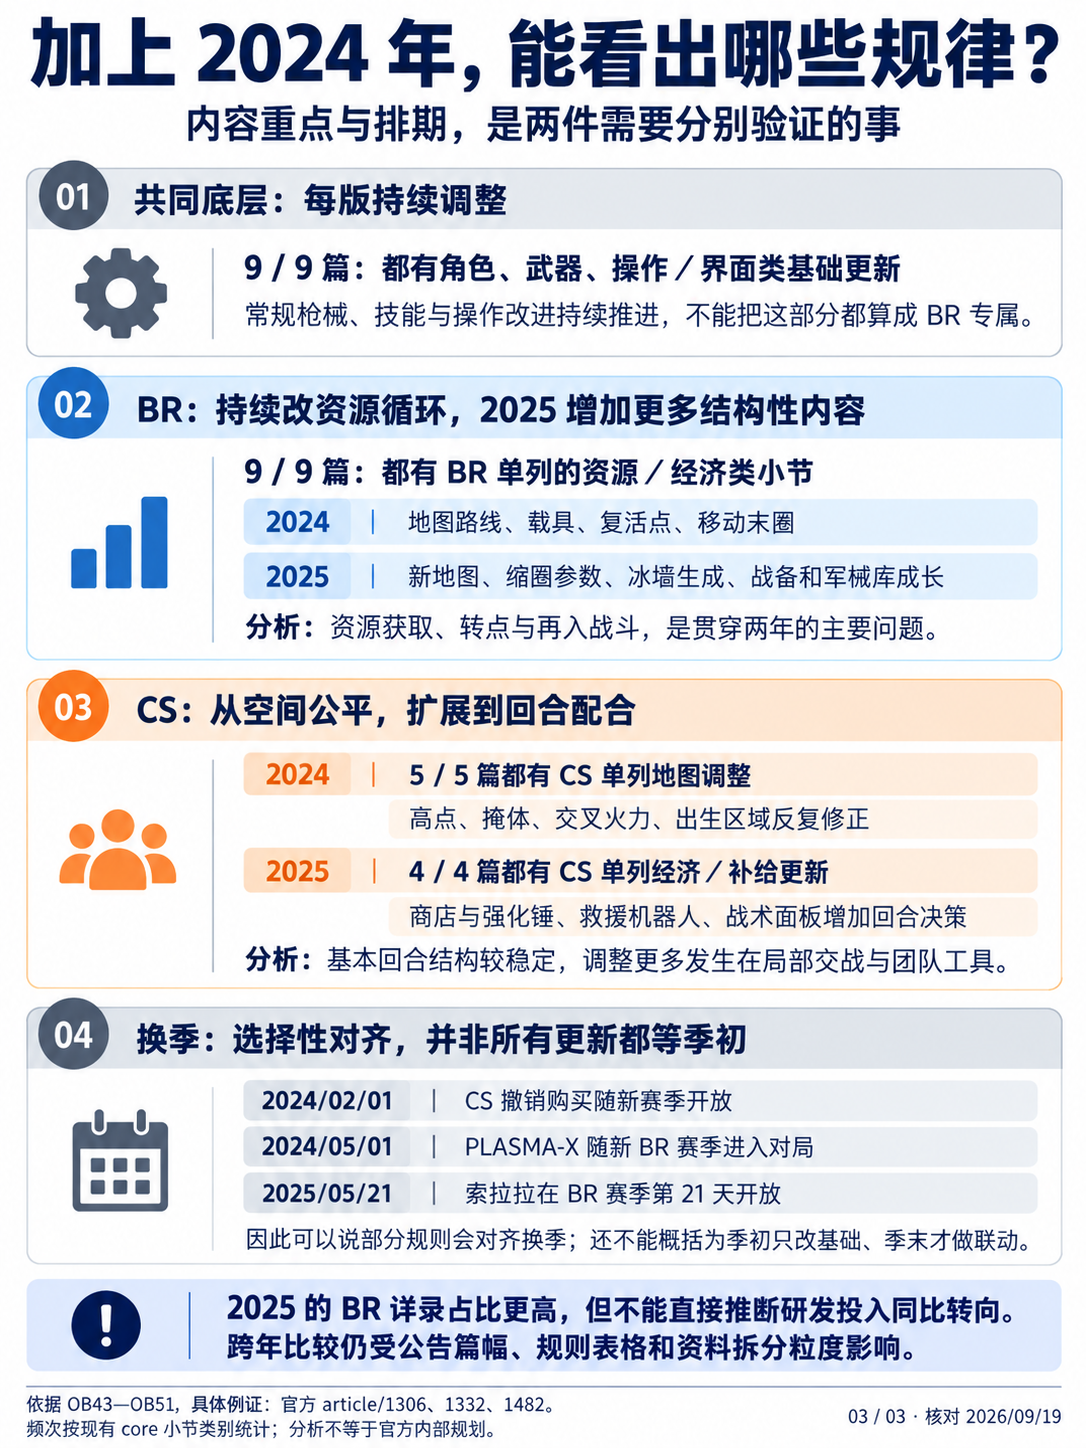 加上 2024 年，能看出哪些规律？
内容重点与排期，是两件需要分别验证的事
01
共同底层：每版持续调整
9 / 9 篇：都有角色、武器、操作／界面类基础更新
常规枪械、技能与操作改进持续推进，不能把这部分都算成 BR 专属。
02
BR：持续改资源循环，2025 增加更多结构性内容
9 / 9 篇：都有 BR 单列的资源／经济类小节
2024 | 地图路线、载具、复活点、移动末圈
2025 | 新地图、缩圈参数、冰墙生成、战备和军械库成长
分析：资源获取、转点与再入战斗，是贯穿两年的主要问题。
03
CS：从空间公平，扩展到回合配合
2024 | 5 / 5 篇都有 CS 单列地图调整
高点、掩体、交叉火力、出生区域反复修正
2025 | 4 / 4 篇都有 CS 单列经济／补给更新
商店与强化锤、救援机器人、战术面板增加回合决策
分析：基本回合结构较稳定，调整更多发生在局部交战与团队工具。
04
换季：选择性对齐，并非所有更新都等季初
2024/02/01 | CS 撤销购买随新赛季开放
2024/05/01 | PLASMA-X 随新 BR 赛季进入对局
2025/05/21 | 索拉拉在 BR 赛季第 21 天开放
因此可以说部分规则会对齐换季；还不能概括为季初只改基础、季末才做联动。
2025 的 BR 详录占比更高，但不能直接推断研发投入同比转向。
跨年比较仍受公告篇幅、规则表格和资料拆分粒度影响。
依据 OB43—OB51，具体例证：官方 article/1306、1332、1482。
频次按现有 core 小节类别统计；分析不等于官方内部规划。
03 / 03 · 核对 2026/09/19